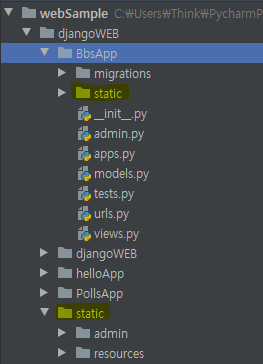 webSample C:₩Users₩Think₩PycharmP
djangoWEB
BbsApp
migrations
static
__init__.py
admin.py
apps.py
models.py
tests.py
urls.py
views.py
djangoWEB
helloApp
PollsApp
static
admin
resources